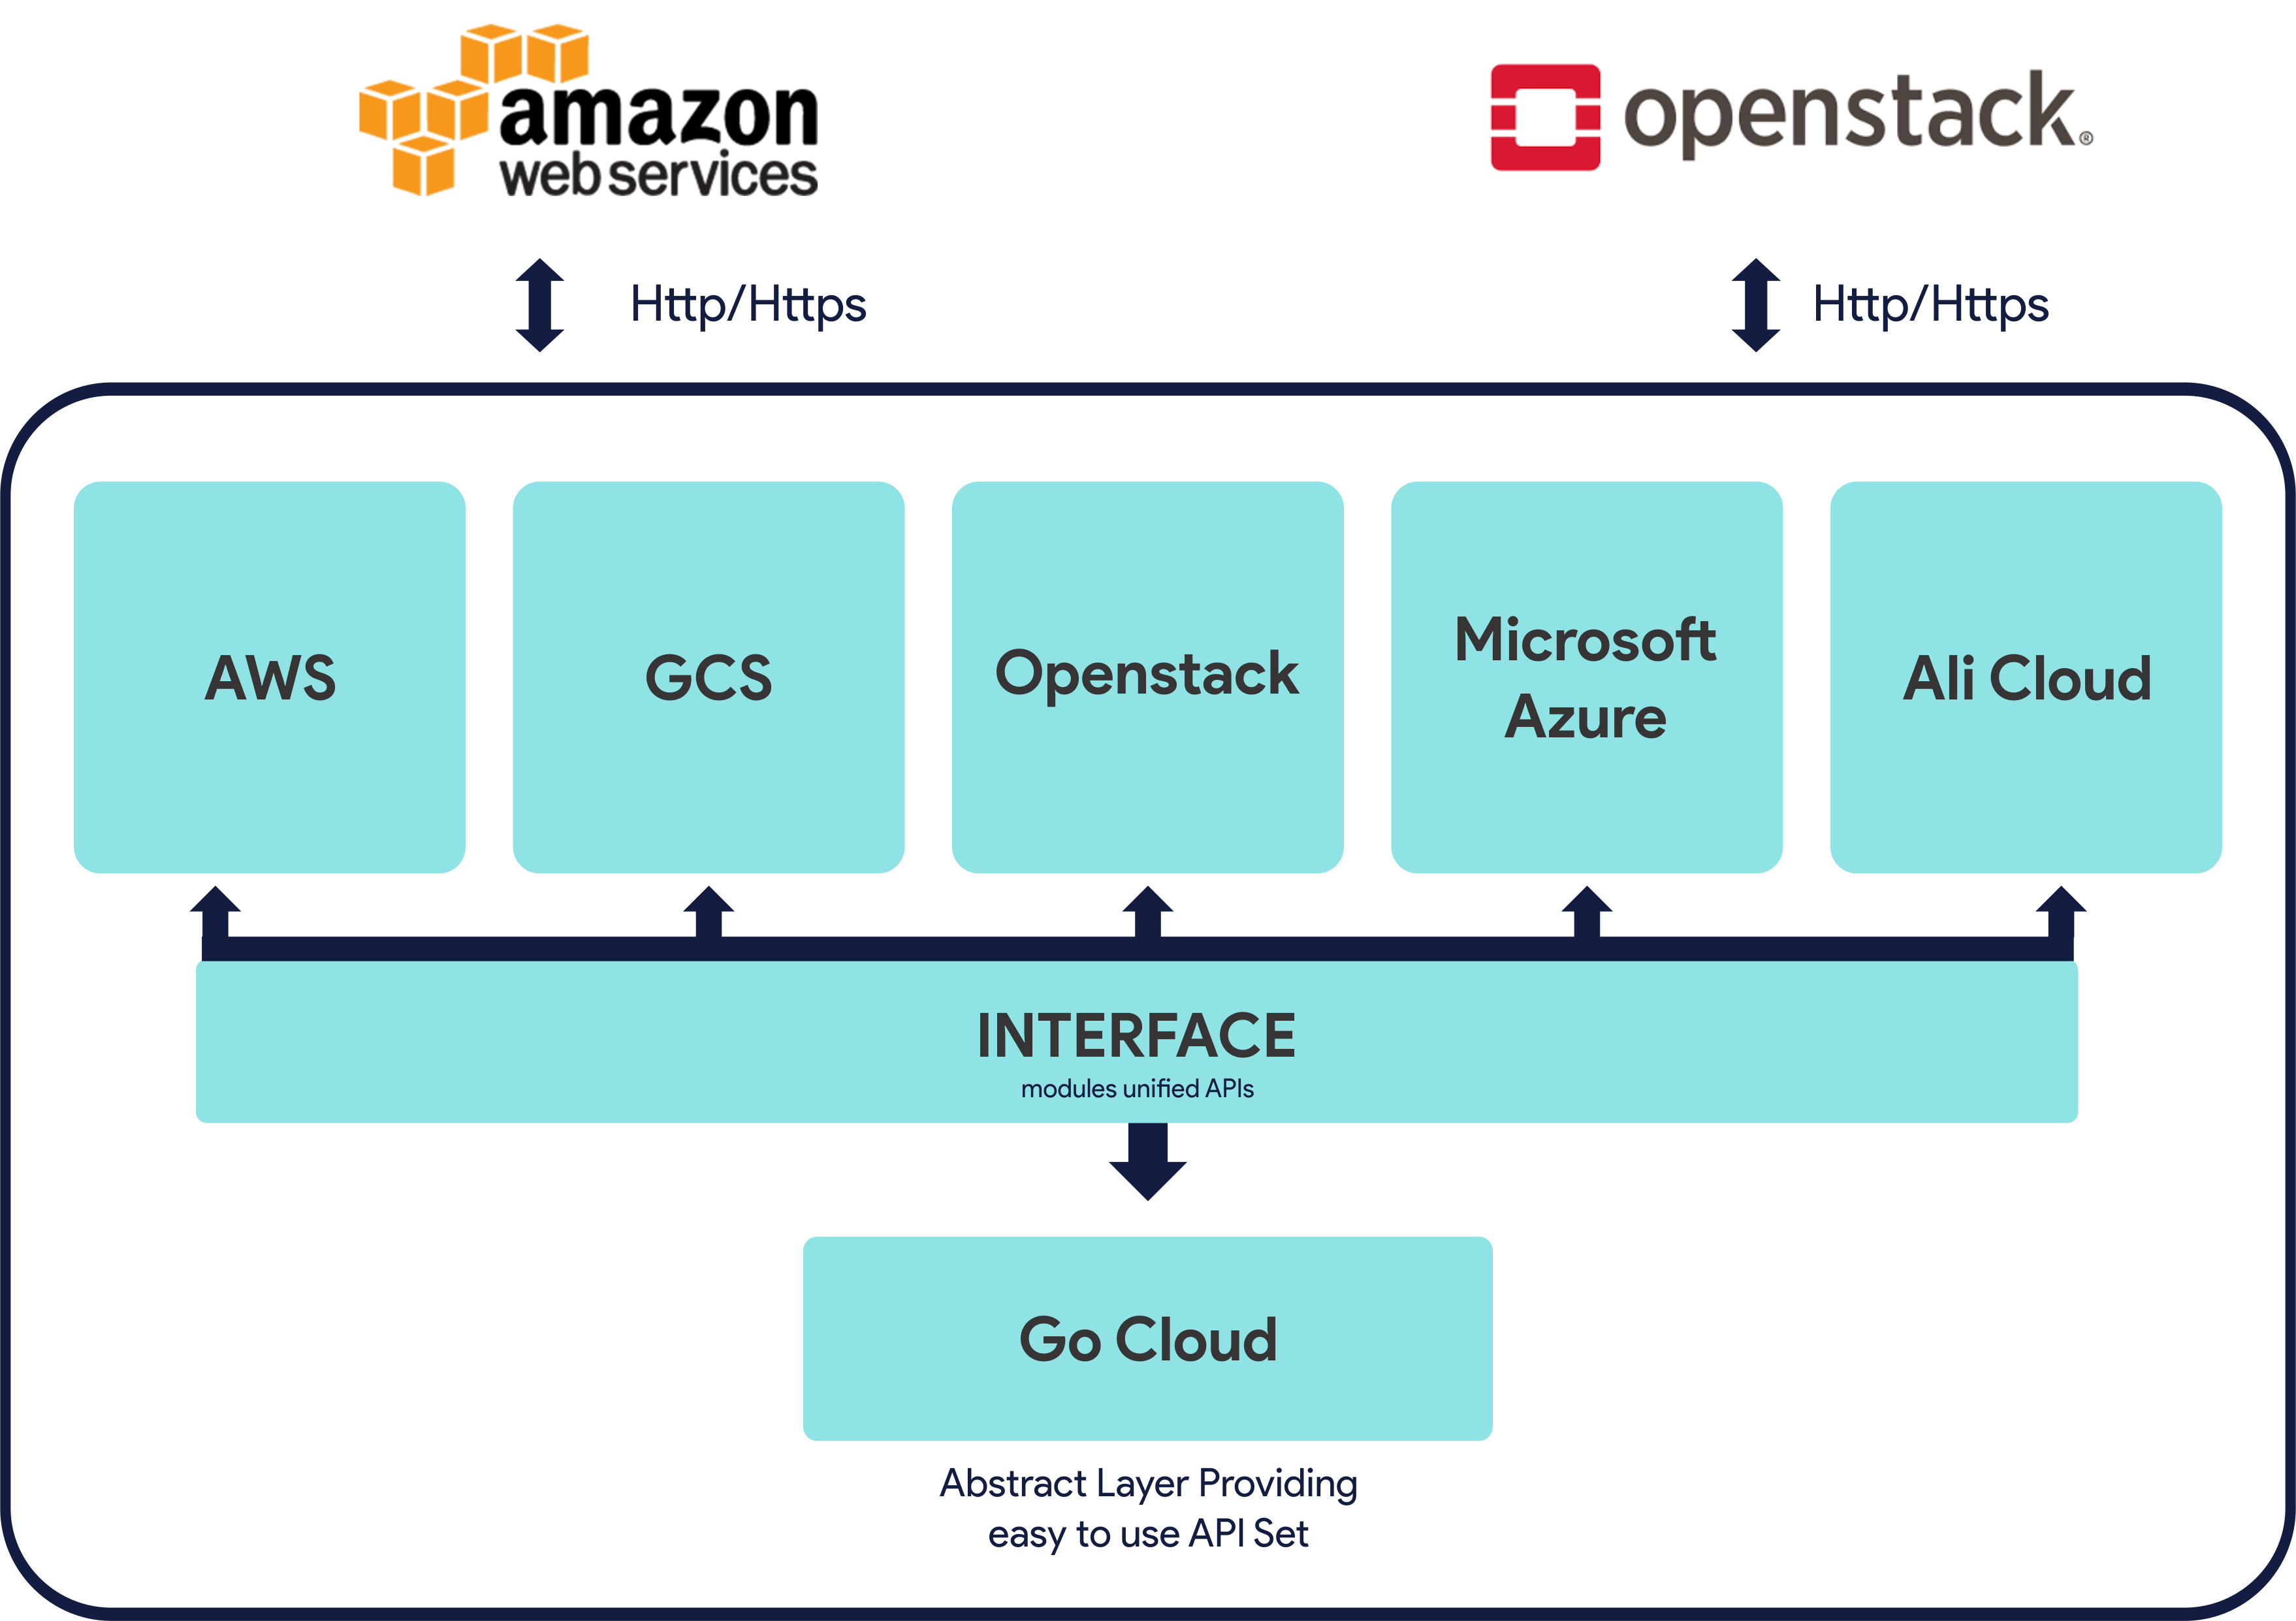 amazon
web services
openstack®
Http/Https
Http/Https
AWS
GCS
Openstack
Microsoft
Azure
Ali Cloud
INTERFACE
modules unified APIs
Go Cloud
Abstract Layer Providing
easy to use API Set